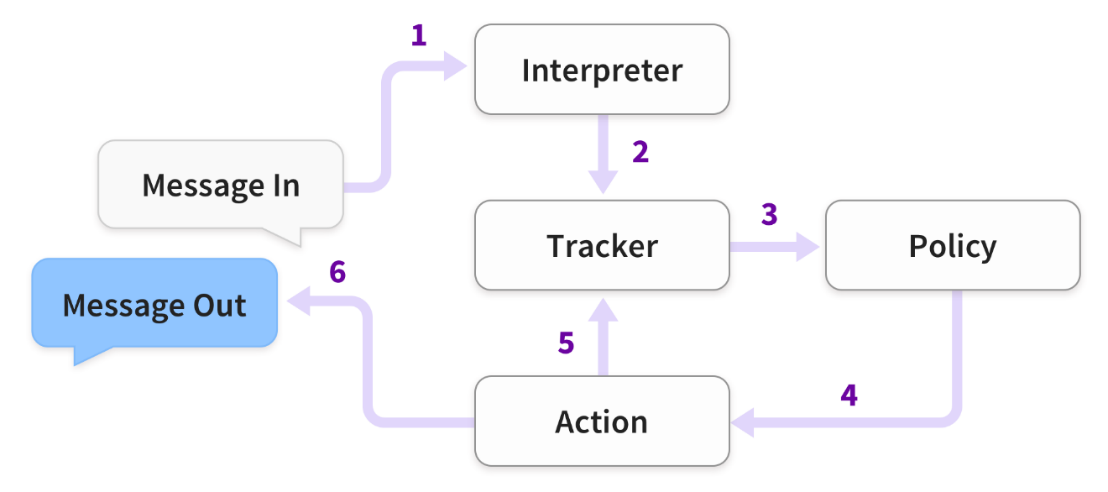 1
Interpreter
2
Message In
3
Tracker
Policy
6
Message Out
5
4
Action